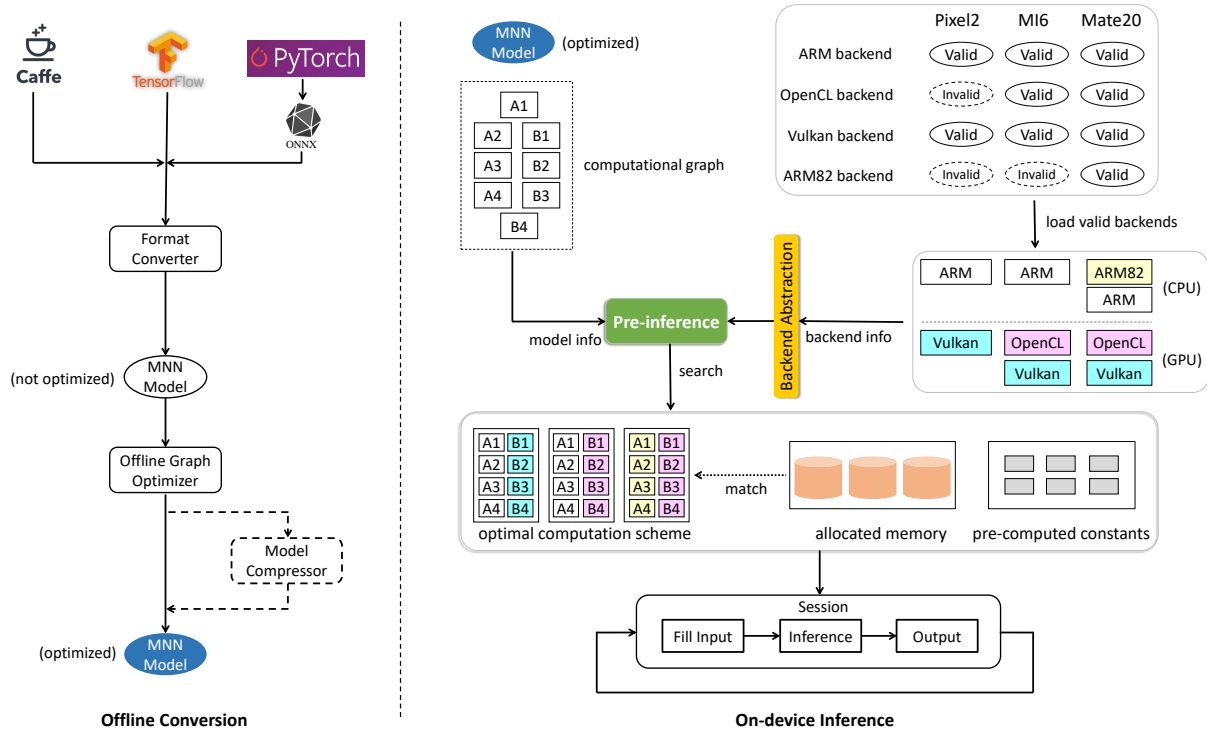 Caffe
TensorFlow
PyTorch
ONNX
Format
Converter
(not optimized)
MNN
Model
Offline Graph
Optimizer
Model
Compressor
(optimized)
MNN
Model
Offline Conversion
MNN
Model
(optimized)
A1
A2 B1
A3 B2
A4 B3
B4
computational graph
Pixel2 MI6 Mate20
ARM backend Valid Valid Valid
OpenCL backend Invalid Valid Valid
Vulkan backend Valid Valid Valid
ARM82 backend Invalid Invalid Valid
load valid backends
ARM ARM ARM82
ARM
(CPU)
Vulkan OpenCL OpenCL
Vulkan Vulkan
(GPU)
backend info
Backend Abstraction
Pre-inference
model info
search
A1 B1 A1 B1 A1 B1
A2 B2 A2 B2 A2 B2
A3 B3 A3 B3 A3 B3
A4 B4 A4 B4 A4 B4
optimal computation scheme
match
allocated memory
pre-computed constants
Session
Fill Input Inference Output
On-device Inference